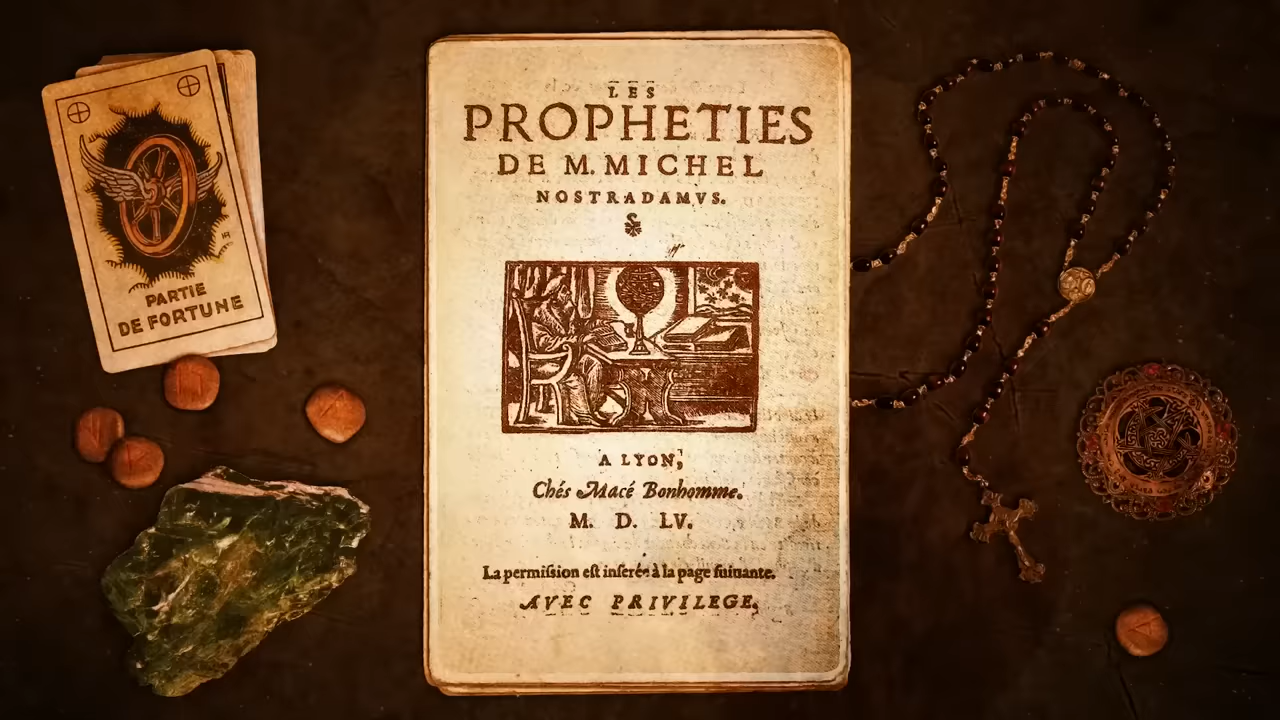 PARTIE
DE FORTUNE
LES
PROPHETIES
DE M. MICHEL
NOSTRADAMVS.
A LYON,
Chés Macé Bonhomme.
M. D. LV.
La permiſsion eſt inſerée à la page ſuiuante.
AVEC PRIVILEGE.